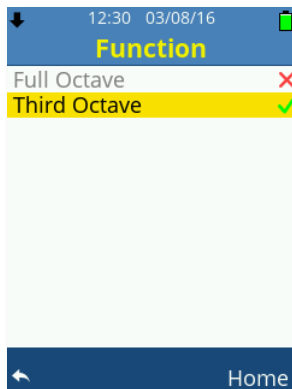 12:30 03/08/16
Function
Full Octave
Third Octave
Home